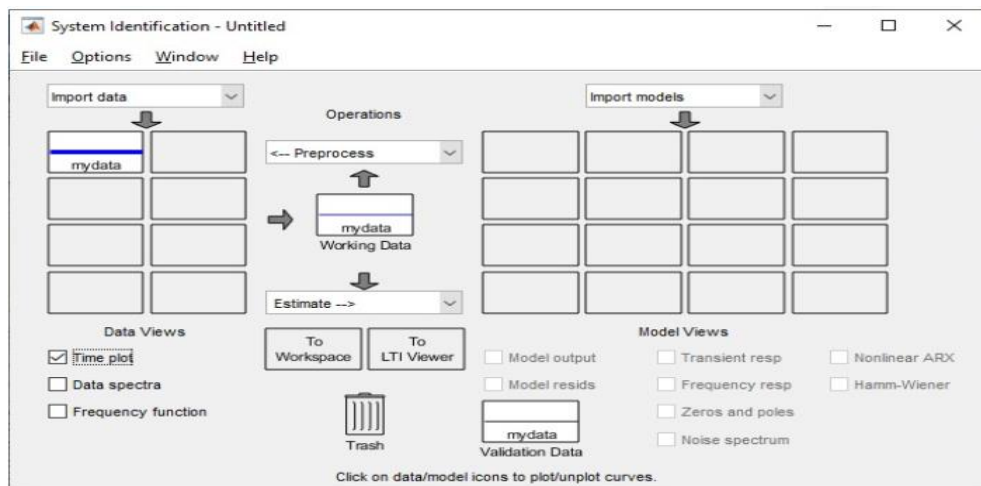 System Identification - Untitled
File Options Window Help
Import data
Operations
Import models
mydata
<-- Preprocess
mydata
Working Data
Estimate -->
Data Views
Time plot
Data spectra
Frequency function
To
Workspace
To
LTI Viewer
Trash
Model Views
Model output
Transient resp
Nonlinear ARX
Model resids
Frequency resp
Hamm-Wiener
Zeros and poles
Noise spectrum
mydata
Validation Data
Click on data/model icons to plot/unplot curves.